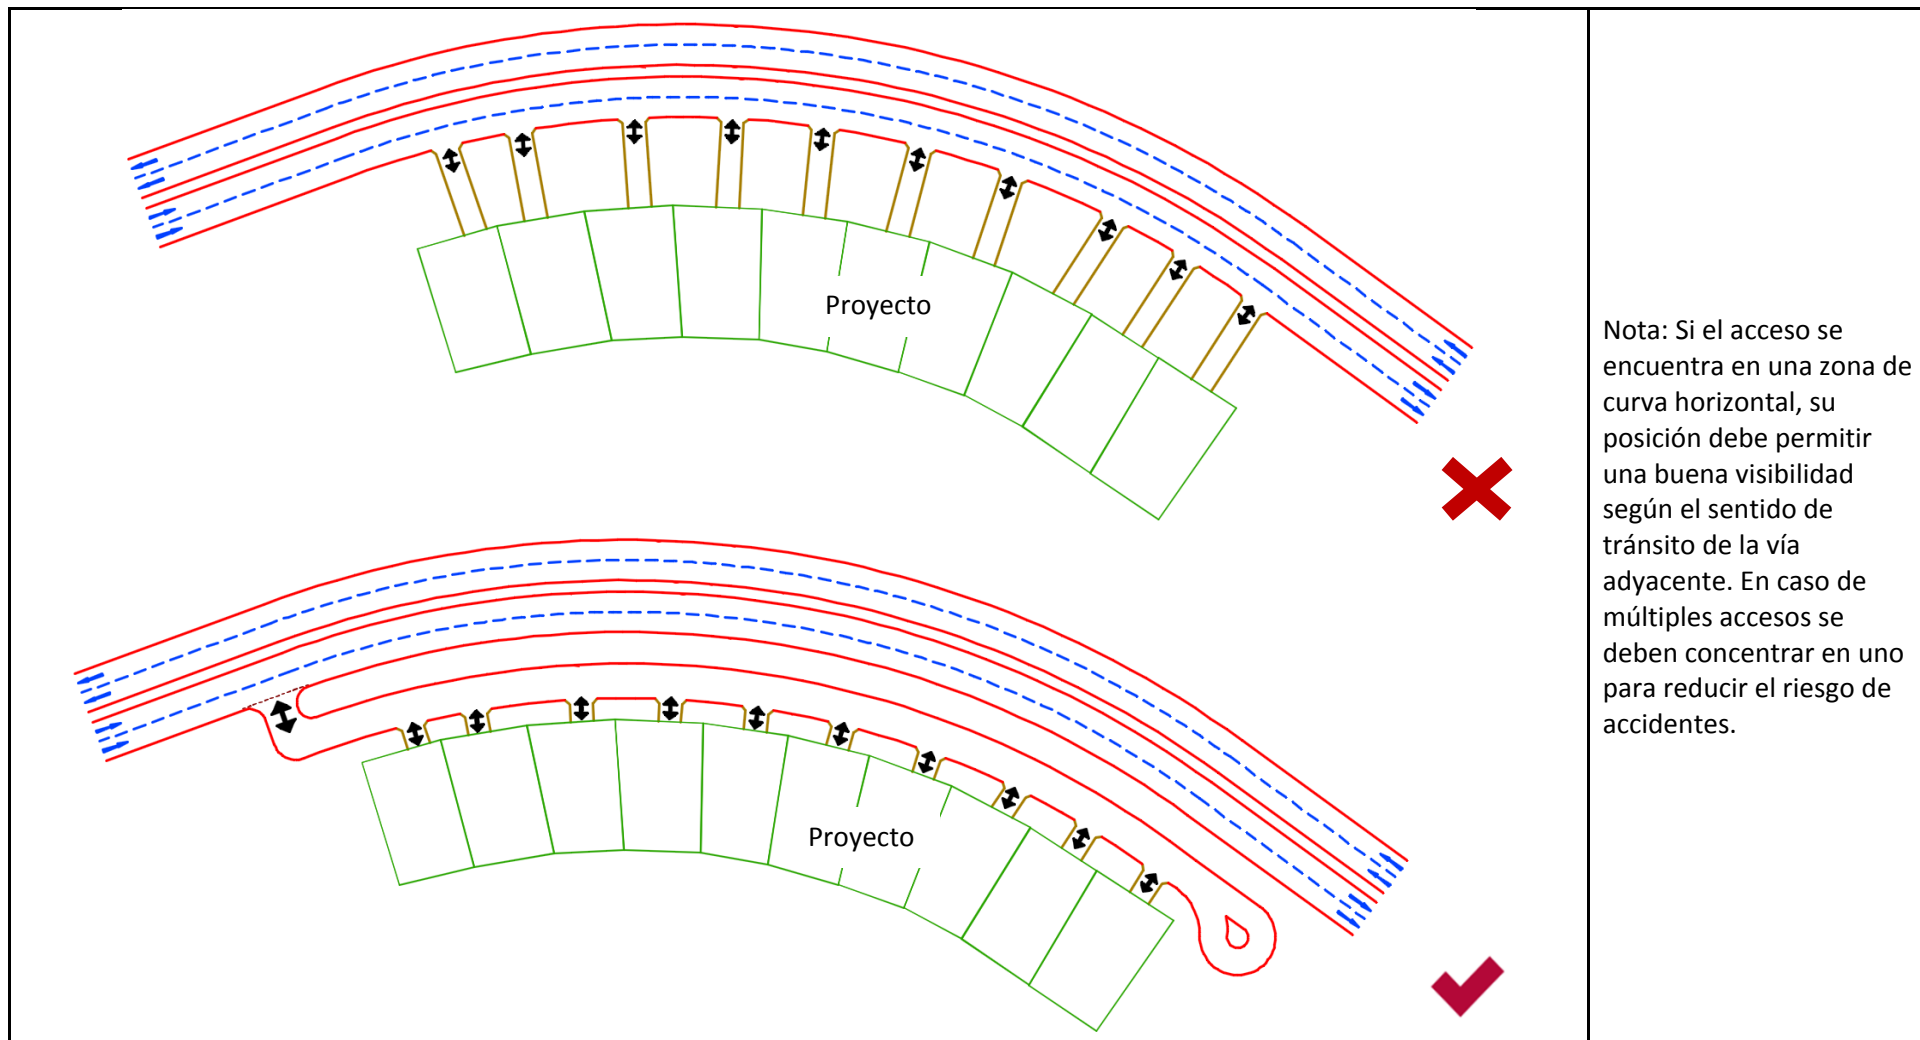 Proyecto
Proyecto
Nota: Si el acceso se
encuentra en una zona de
curva horizontal, su
posición debe permitir
una buena visibilidad
según el sentido de
tránsito de la vía
adyacente. En caso de
múltiples accesos se
deben concentrar en uno
para reducir el riesgo de
accidentes.